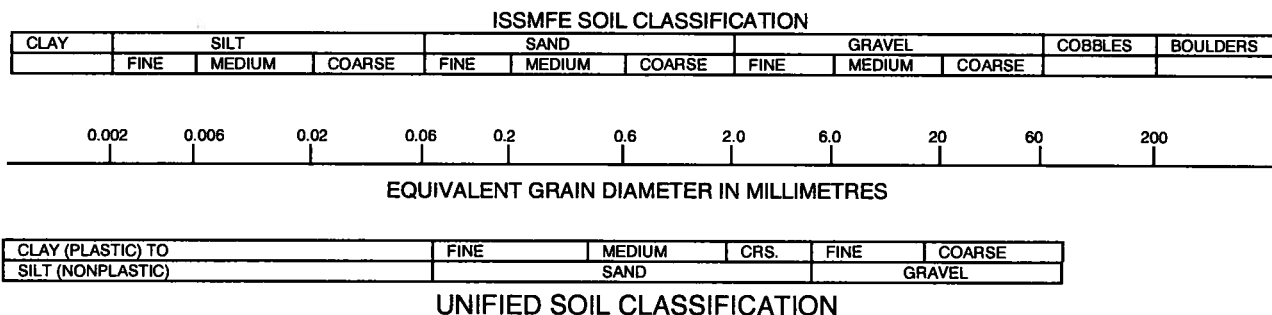 ISSMFE SOIL CLASSIFICATION
CLAY SILT SAND GRAVEL COBBLES BOULDERS
FINE MEDIUM COARSE FINE MEDIUM COARSE FINE MEDIUM COARSE
0.002 0.006 0.02 0.06 0.2 0.6 2.0 6.0 20 60 200
EQUIVALENT GRAIN DIAMETER IN MILLIMETRES
CLAY (PLASTIC) TO FINE MEDIUM CRS. FINE COARSE
SILT (NONPLASTIC) SAND GRAVEL
UNIFIED SOIL CLASSIFICATION